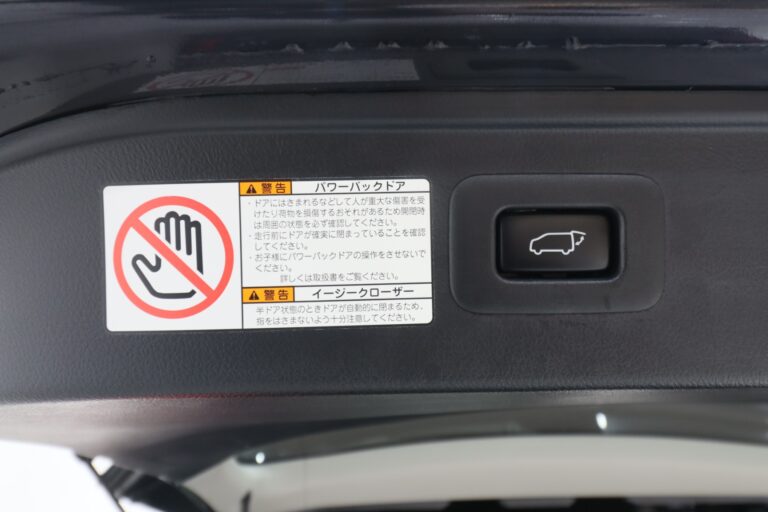 警告 パワーバックドア
・ドアにはさまれるなどして人が重大な傷害を受
けたり荷物を損傷するおそれがあるため開閉時
は周囲の状態を必ず確認してください。
・走行前にドアが確実に閉まっていることを確認
してください。
・お子様にパワーバックドアの操作をさせないで
ください。
詳しくは取扱書をご覧ください。
警告 イージークローザー
半ドア状態のときドアが自動的に閉まるため、
指をはさまないよう十分注意してください。